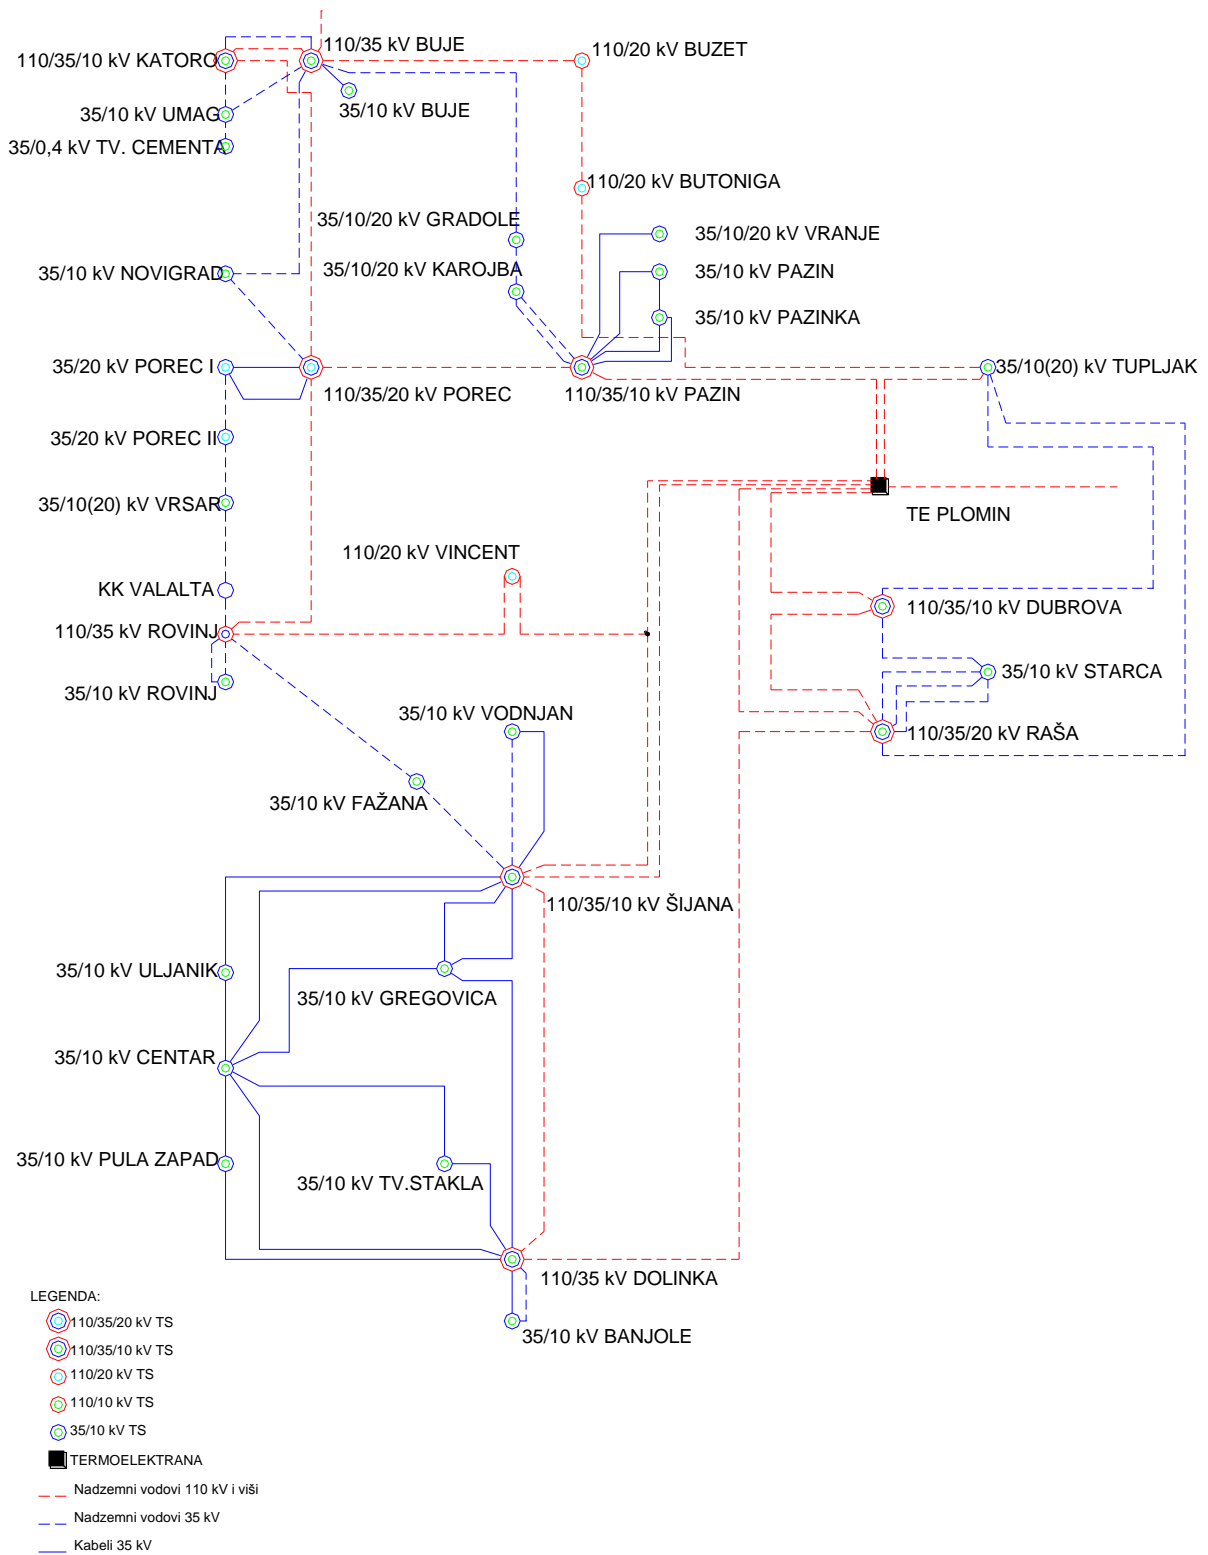 110/35 kV BUJE
110/20 kV BUZET
110/35/10 kV KATORO
35/10 kV BUJE
35/10 kV UMAG
35/0,4 kV TV. CEMENTA
110/20 kV BUTONIGA
35/10/20 kV GRADOLE
35/10/20 kV VRANJE
35/10/20 kV KAROJBA
35/10 kV PAZIN
35/10 kV NOVIGRAD
35/10 kV PAZINKA
35/20 kV POREC I
35/10(20) kV TUPLJAK
110/35/20 kV POREC
110/35/10 kV PAZIN
35/20 kV POREC II
35/10(20) kV VRSAR
TE PLOMIN
110/20 kV VINCENT
KK VALALTA
110/35/10 kV DUBROVA
110/35 kV ROVINJ
35/10 kV STARCA
35/10 kV ROVINJ
35/10 kV VODNJAN
110/35/20 kV RAŠA
35/10 kV FAŽANA
110/35/10 kV ŠIJANA
35/10 kV ULJANIK
35/10 kV GREGOVICA
35/10 kV CENTAR
35/10 kV PULA ZAPAD
35/10 kV TV.STAKLA
110/35 kV DOLINKA
35/10 kV BANJOLE
LEGENDA:
110/35/20 kV TS
110/35/10 kV TS
110/20 kV TS
110/10 kV TS
35/10 kV TS
TERMOELEKTRANA
Nadzemni vodovi 110 kV i viši
Nadzemni vodovi 35 kV
Kabeli 35 kV